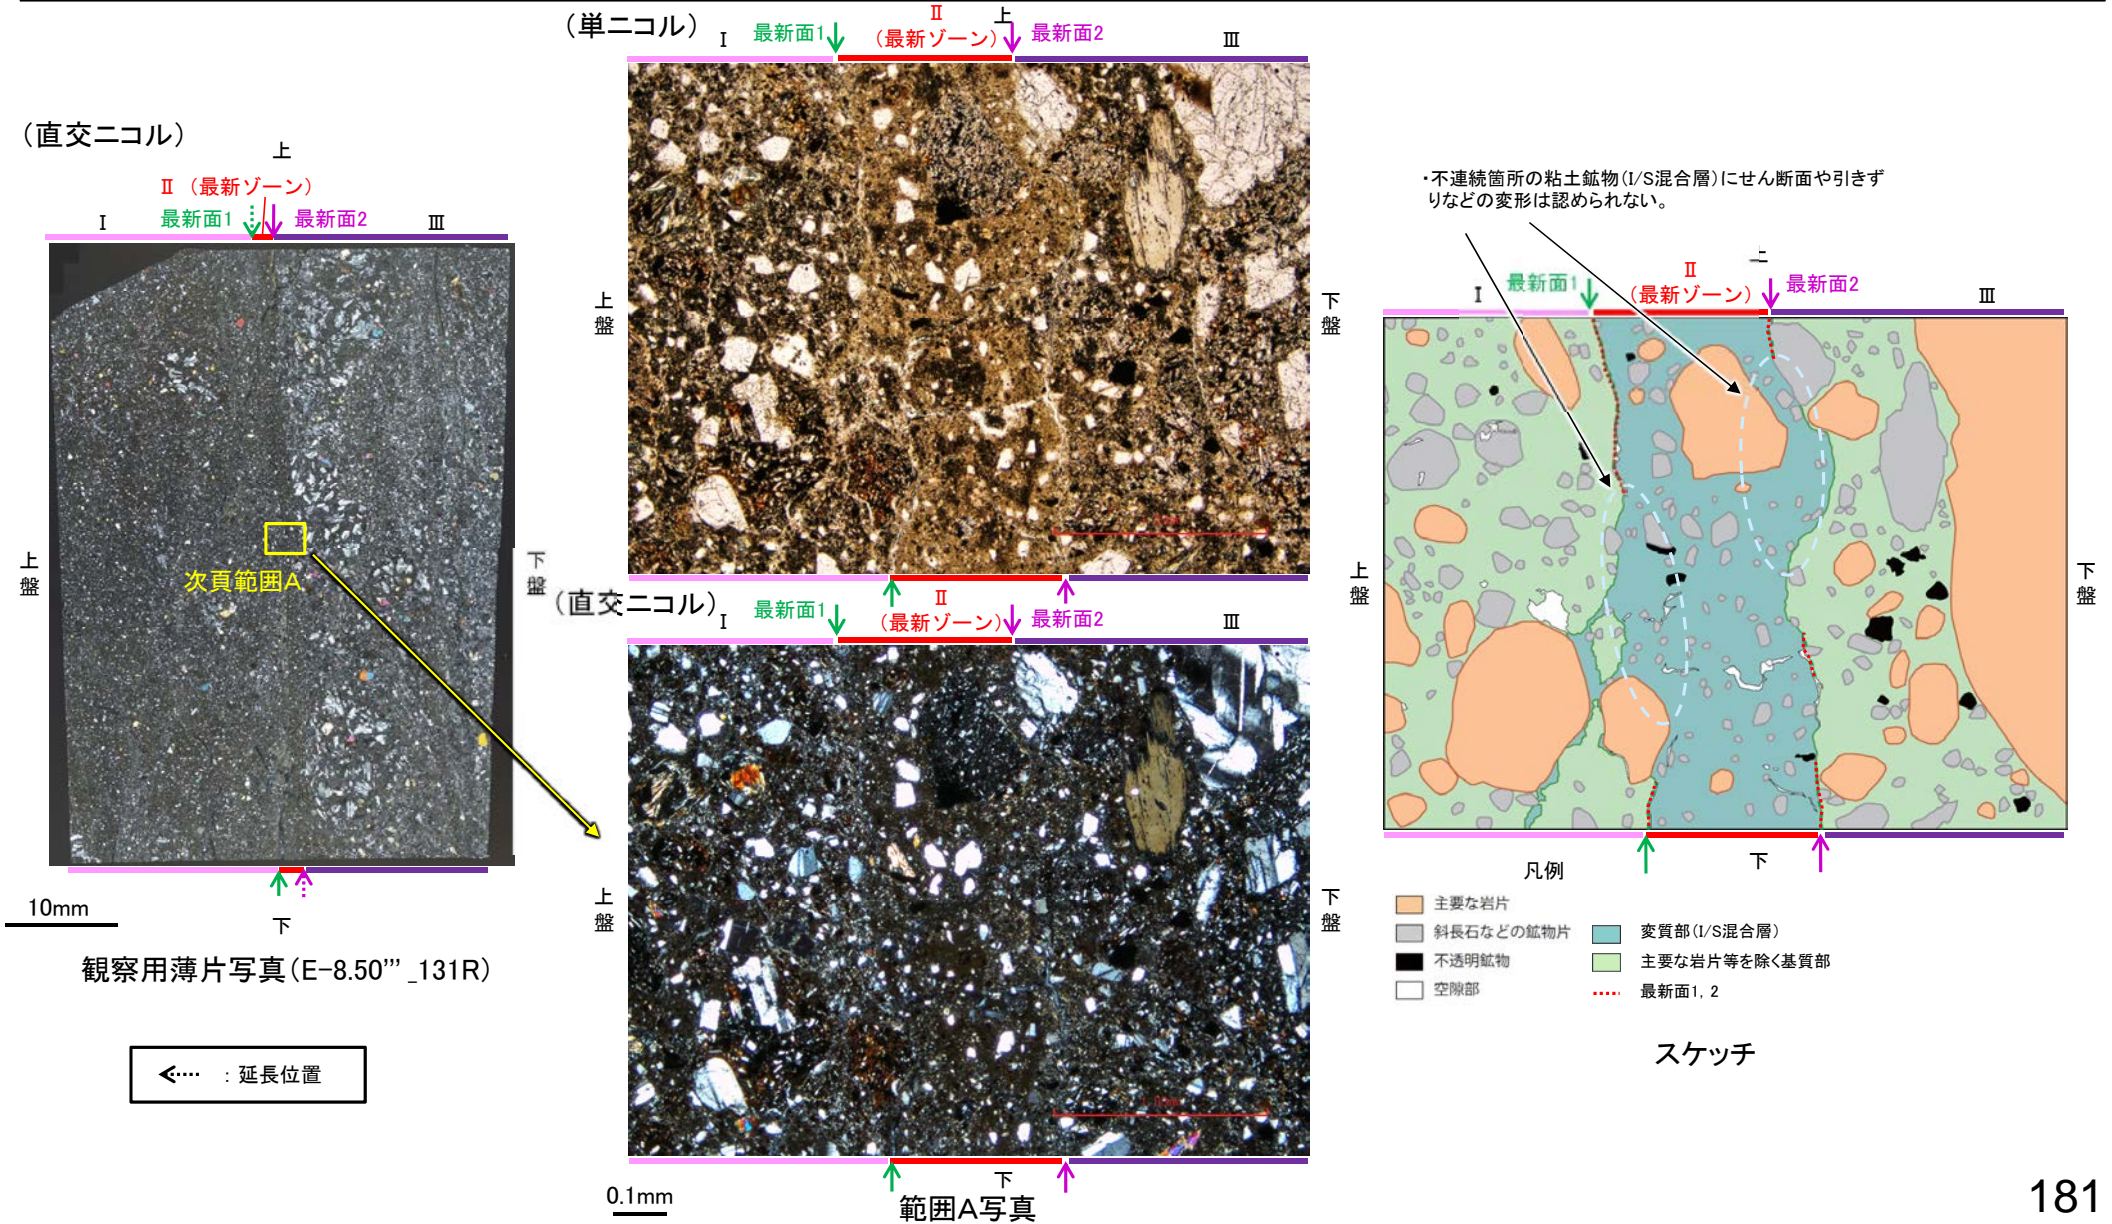 (直交ニコル)
上
Ⅱ (最新ゾーン)
Ⅰ
最新面1
最新面2
Ⅲ
上
盤
下
盤
次頁範囲A
下
10mm
観察用薄片写真(E-8.50'''_131R)
:延長位置
(単ニコル)
Ⅰ
最新面1
Ⅱ
(最新ゾーン)
上
最新面2
Ⅲ
上
盤
下
盤
(直交ニコル)
Ⅰ
最新面1
Ⅱ
(最新ゾーン)
最新面2
Ⅲ
上
盤
下
盤
下
0.1mm
範囲A写真
・不連続箇所の粘土鉱物(I/S混合層)にせん断面や引きず
りなどの変形は認められない。
上
Ⅰ
最新面1
Ⅱ
(最新ゾーン)
最新面2
Ⅲ
上
盤
下
盤
下
凡例
主要な岩片
斜長石などの鉱物片
不透明鉱物
空隙部
変質部(I/S混合層)
主要な岩片等を除く基質部
最新面1, 2
スケッチ
181